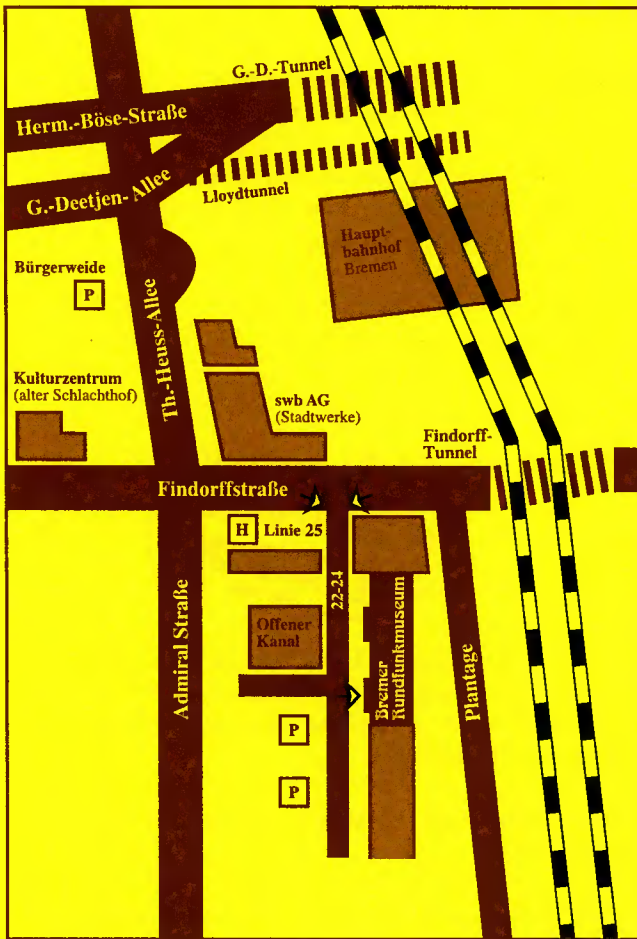 G.-D.-Tunnel
Herm.-Böse-Straße
G.-Deetjen-Allee
Lloydtunnel
Haupt-
bahnhof
Bremen
Bürgerweide
P
Th.-Heuss-Allee
Kulturzentrum
(alter Schlachthof)
swb AG
(Stadtwerke)
Findorff-
Tunnel
Findorffstraße
H Linie 25
22-24
Admiral Straße
Offener
Kanal
Bremer
Rundfunkmuseum
Plantage
P
P